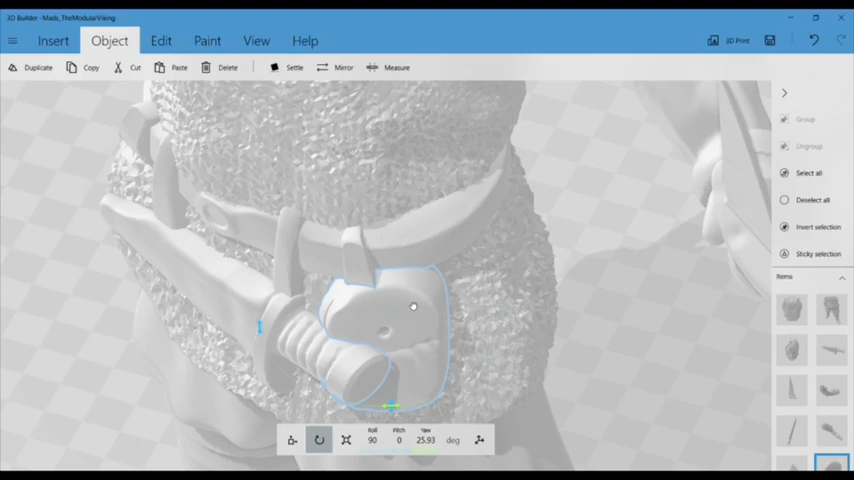 3D Builder - Mads_TheModularViking
Insert Object Edit Paint View Help 3D Print
Duplicate Copy Cut Paste Delete Settle Mirror Measure
Group
Ungroup
Select all
Deselect all
Invert selection
Sticky selection
Items
Roll Pitch Yaw
90 0 25.93 deg